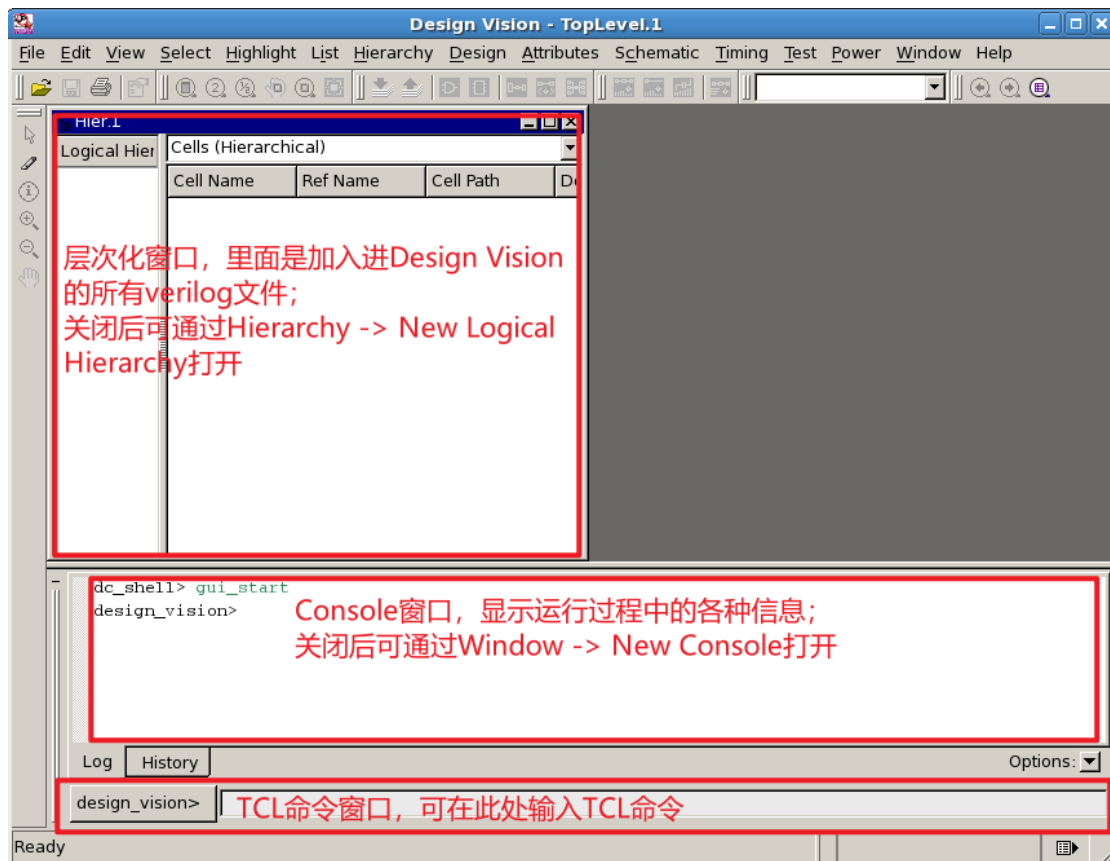 Design Vision - TopLevel.1
File Edit View Select Highlight List Hierarchy Design Attributes Schematic Timing Test Power Window Help
Hier.1
Logical Hier
Cells (Hierarchical)
Cell Name Ref Name Cell Path
层次化窗口，里面是加入进Design Vision
的所有verilog文件；
关闭后可通过Hierarchy -> New Logical
Hierarchy打开
dc_shell> gui_start
design_vision>
Console窗口，显示运行过程中的各种信息；
关闭后可通过Window -> New Console打开
Log History Options:
design_vision> TCL命令窗口，可在此处输入TCL命令
Ready